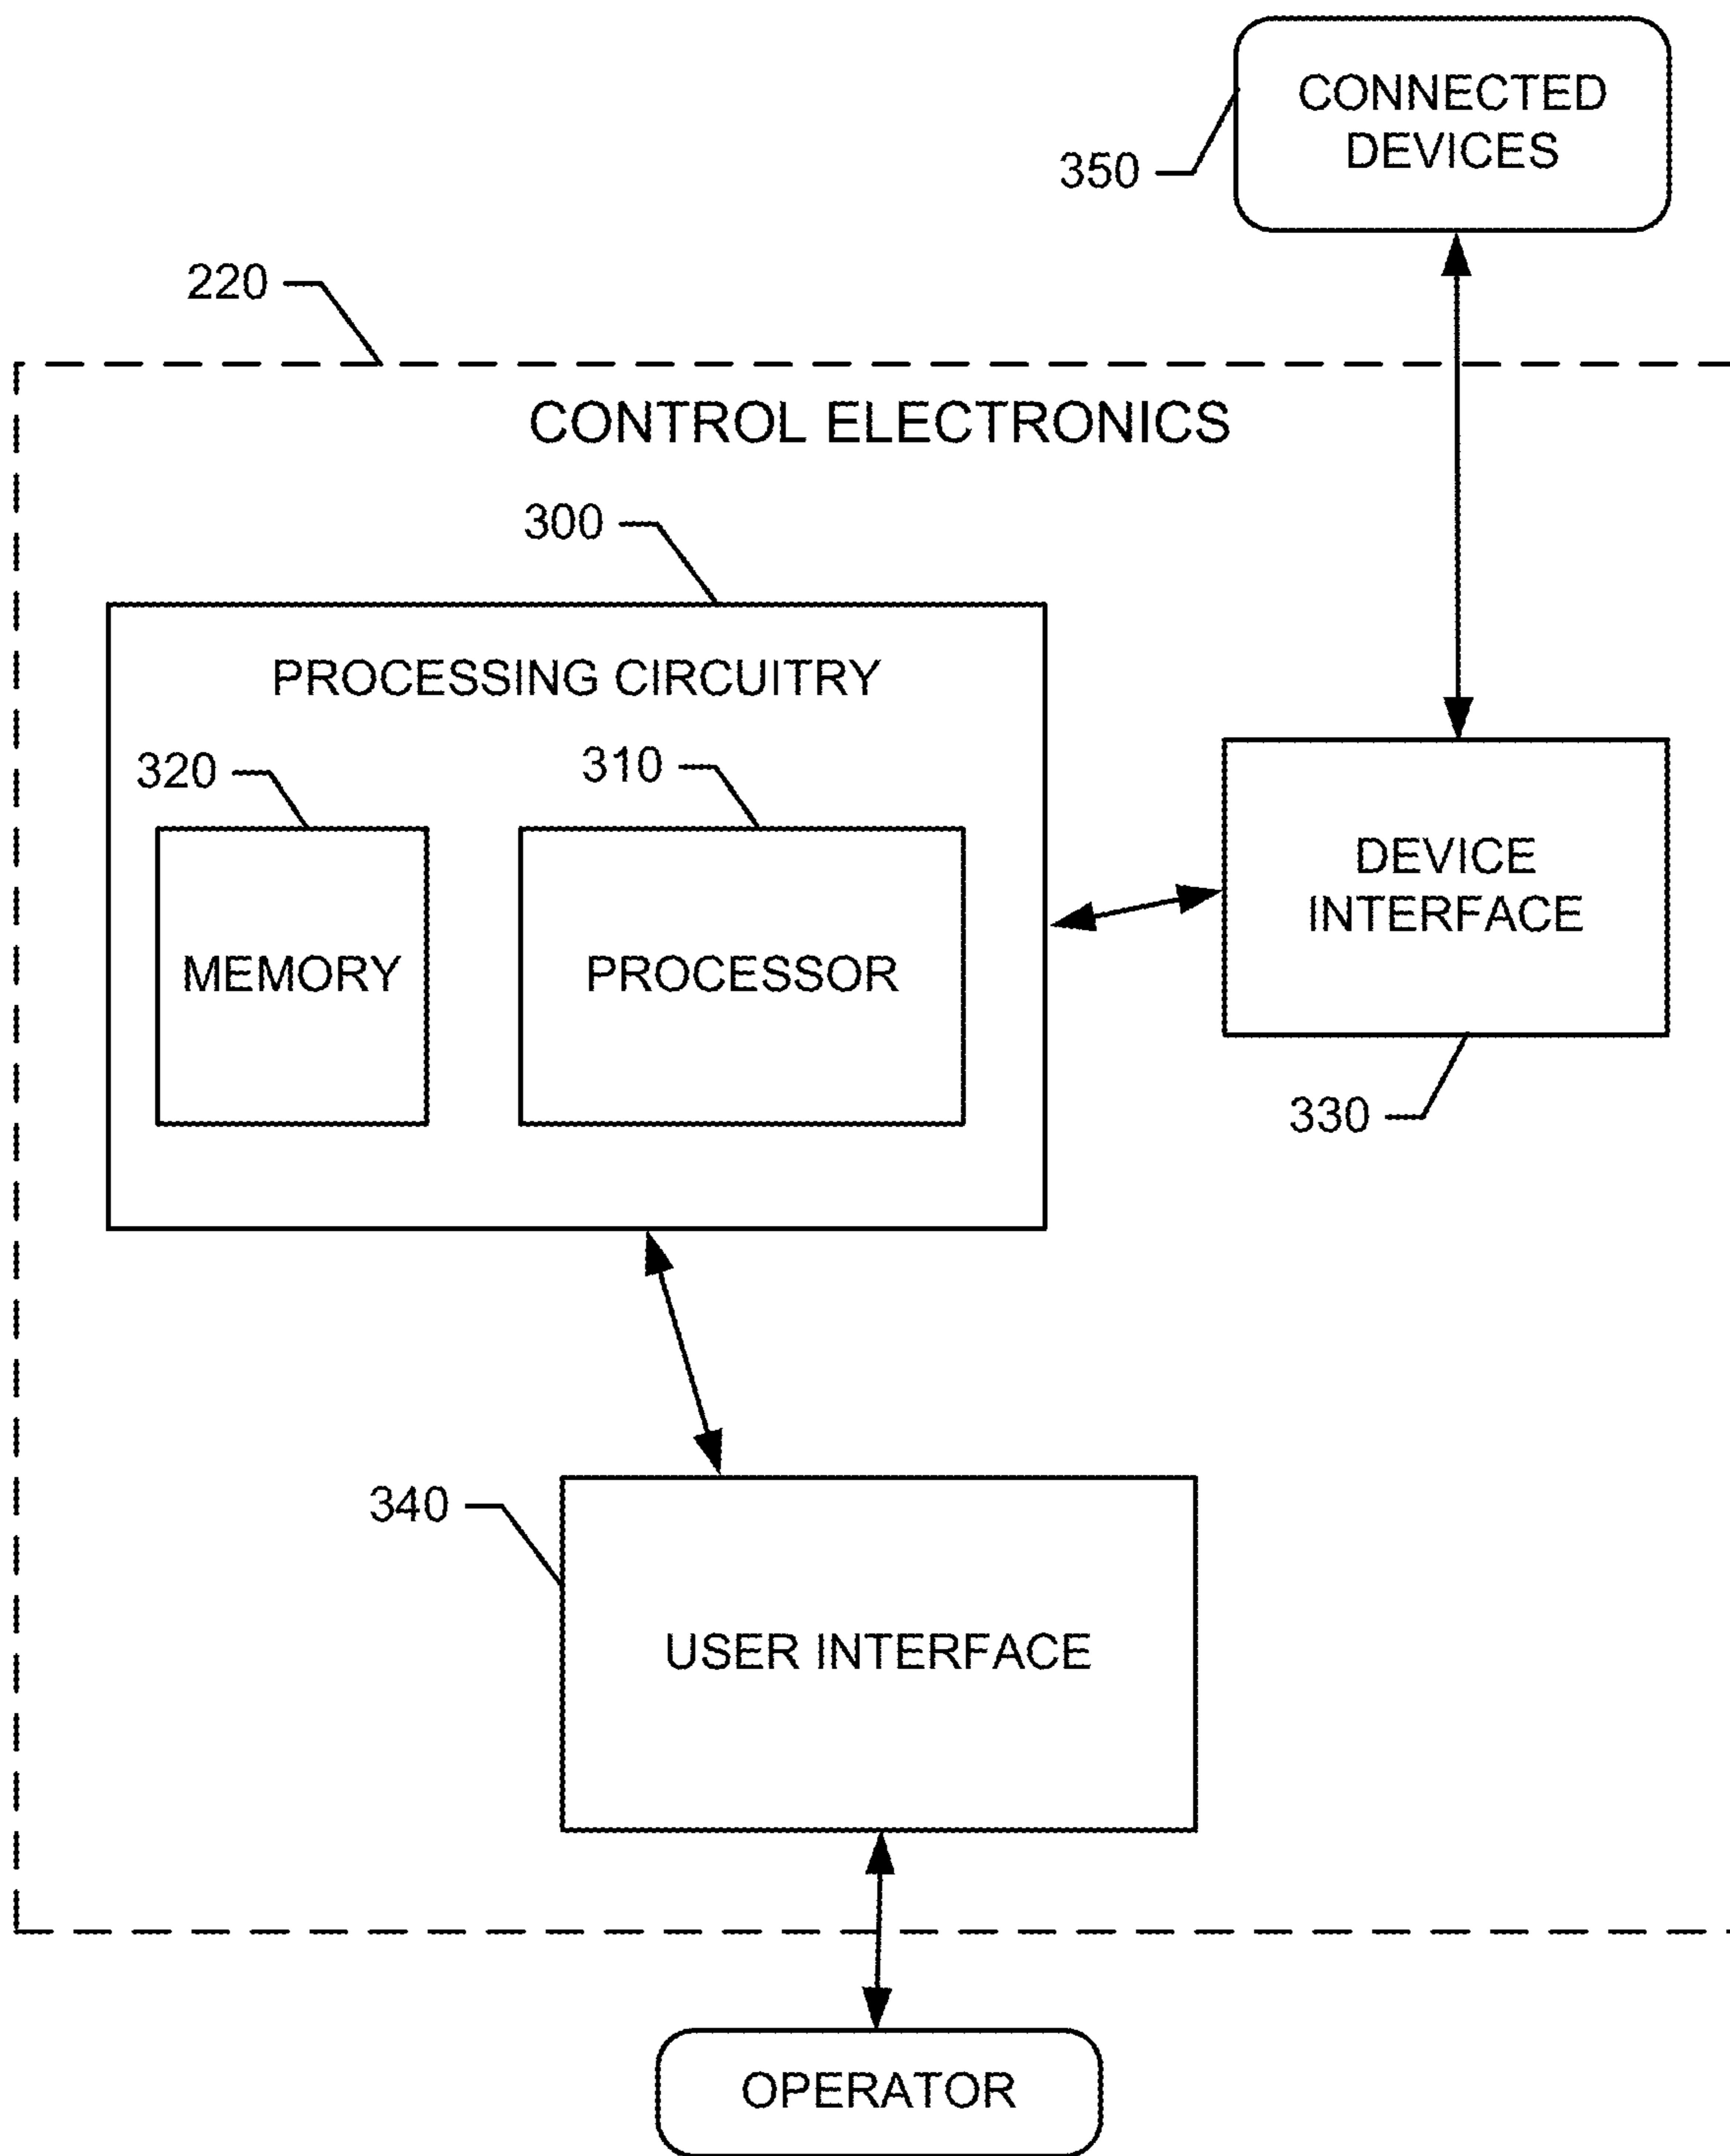 CONNECTED
DEVICES
350
220
CONTROL ELECTRONICS
300
PROCESSING CIRCUITRY
320
310
MEMORY
PROCESSOR
DEVICE
INTERFACE
330
340
USER INTERFACE
OPERATOR